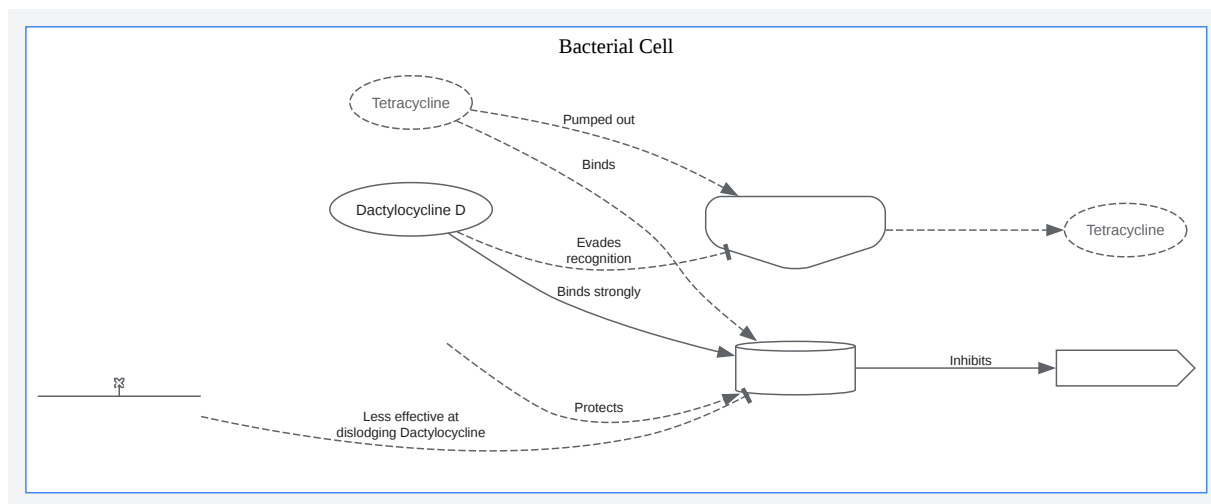 Bacterial Cell
Tetracycline
Pumped out
Binds
Dactylocycline D
Evades
recognition
Tetracycline
Binds strongly
Inhibits
Protects
Less effective at
dislodging Dactylocycline